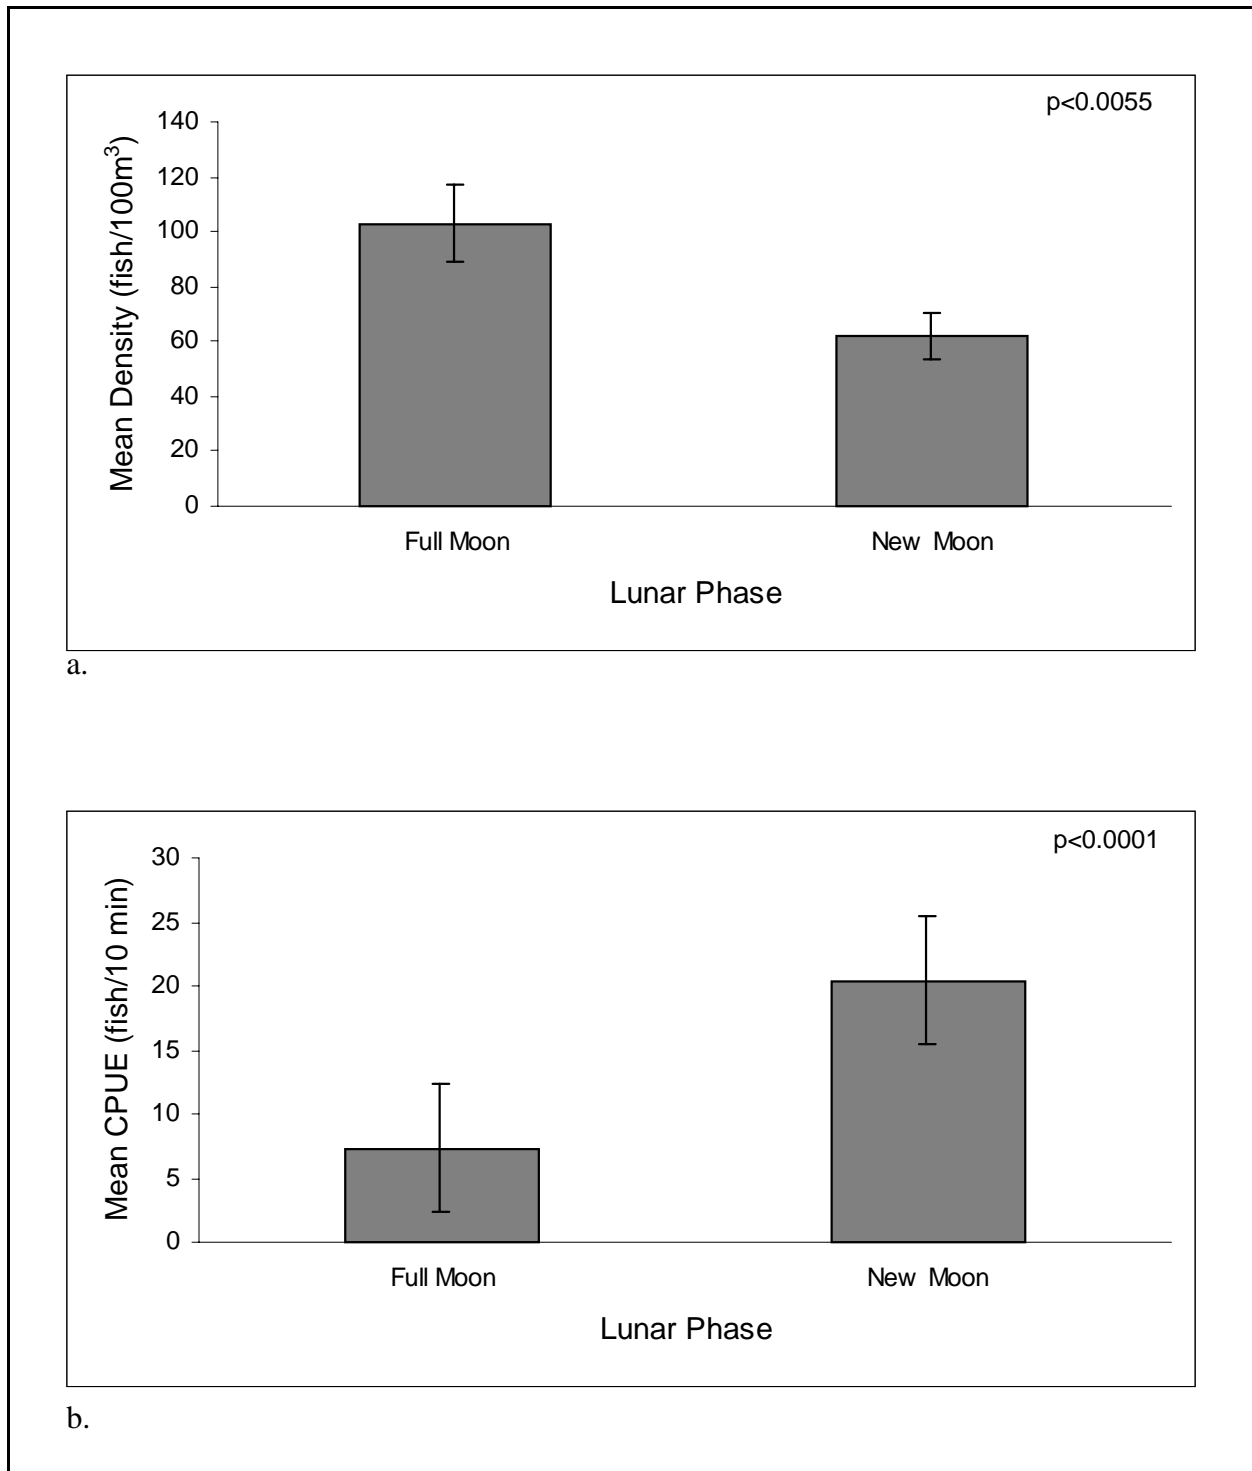 p<0.0055
Mean Density (fish/100m³)
140
120
100
80
60
40
20
0
Full Moon New Moon
Lunar Phase
a.
p<0.0001
Mean CPUE (fish/10 min)
30
25
20
15
10
5
0
Full Moon New Moon
Lunar Phase
b.